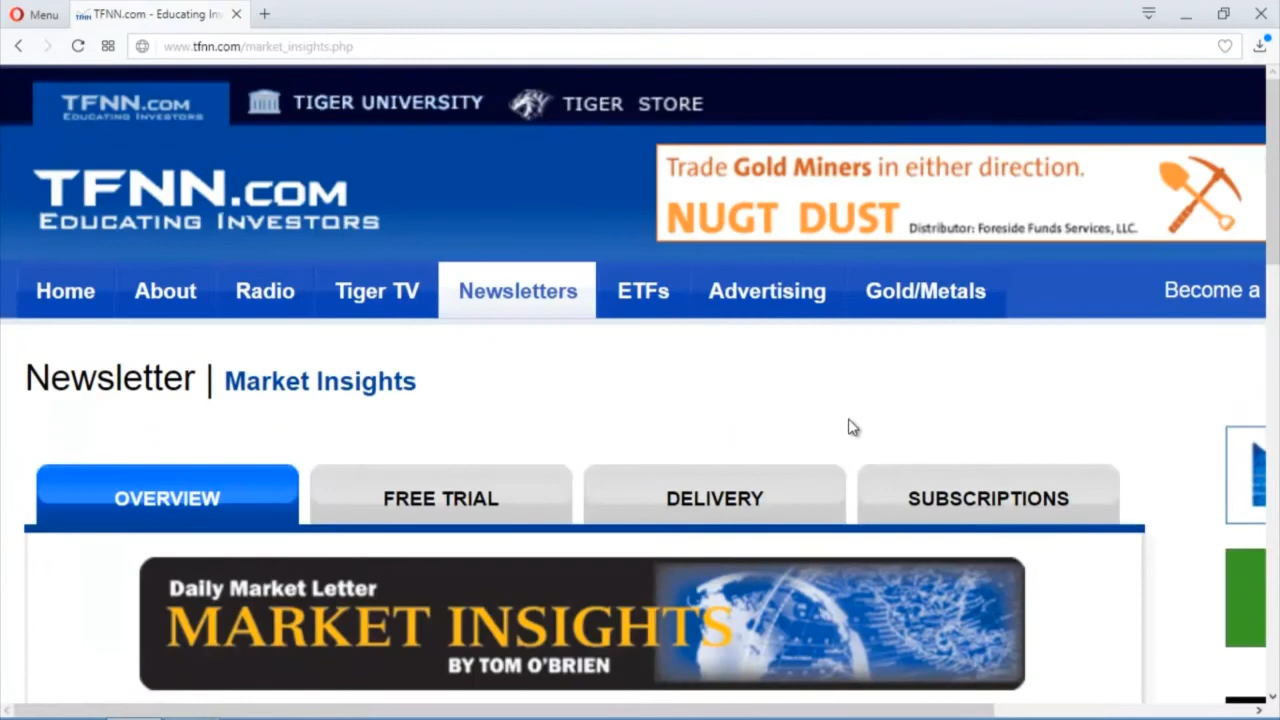 Menu
TFNN.com - Educating In
www.tfnn.com/market_insights.php
TFNN.COM
EDUCATING INVESTORS
TIGER UNIVERSITY
TIGER STORE
TFNN.COM
EDUCATING INVESTORS
Trade Gold Miners in either direction.
NUGT DUST Distributor: Foreside Funds Services, LLC.
Home About Radio Tiger TV Newsletters ETFs Advertising Gold/Metals Become a
Newsletter | Market Insights
OVERVIEW FREE TRIAL DELIVERY SUBSCRIPTIONS
Daily Market Letter
MARKET INSIGHTS
BY TOM O'BRIEN